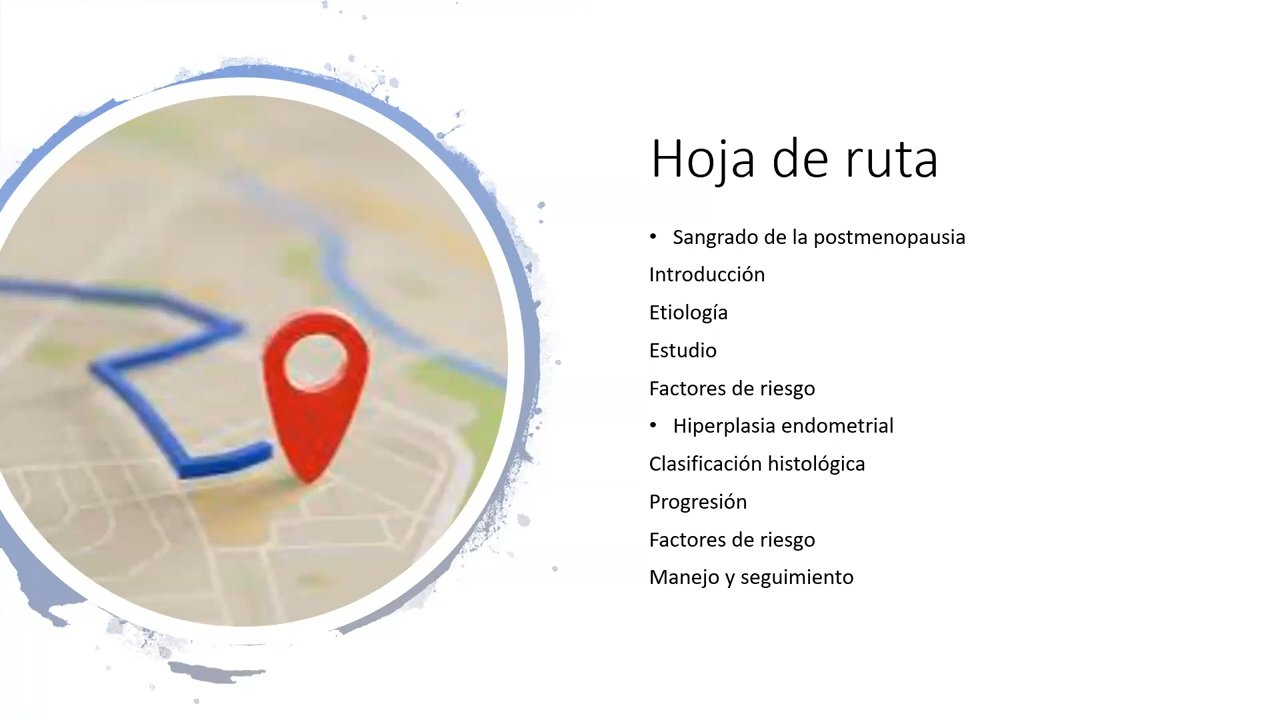 Hoja de ruta
• Sangrado de la postmenopausia
Introducción
Etiología
Estudio
Factores de riesgo
• Hiperplasia endometrial
Clasificación histológica
Progresión
Factores de riesgo
Manejo y seguimiento